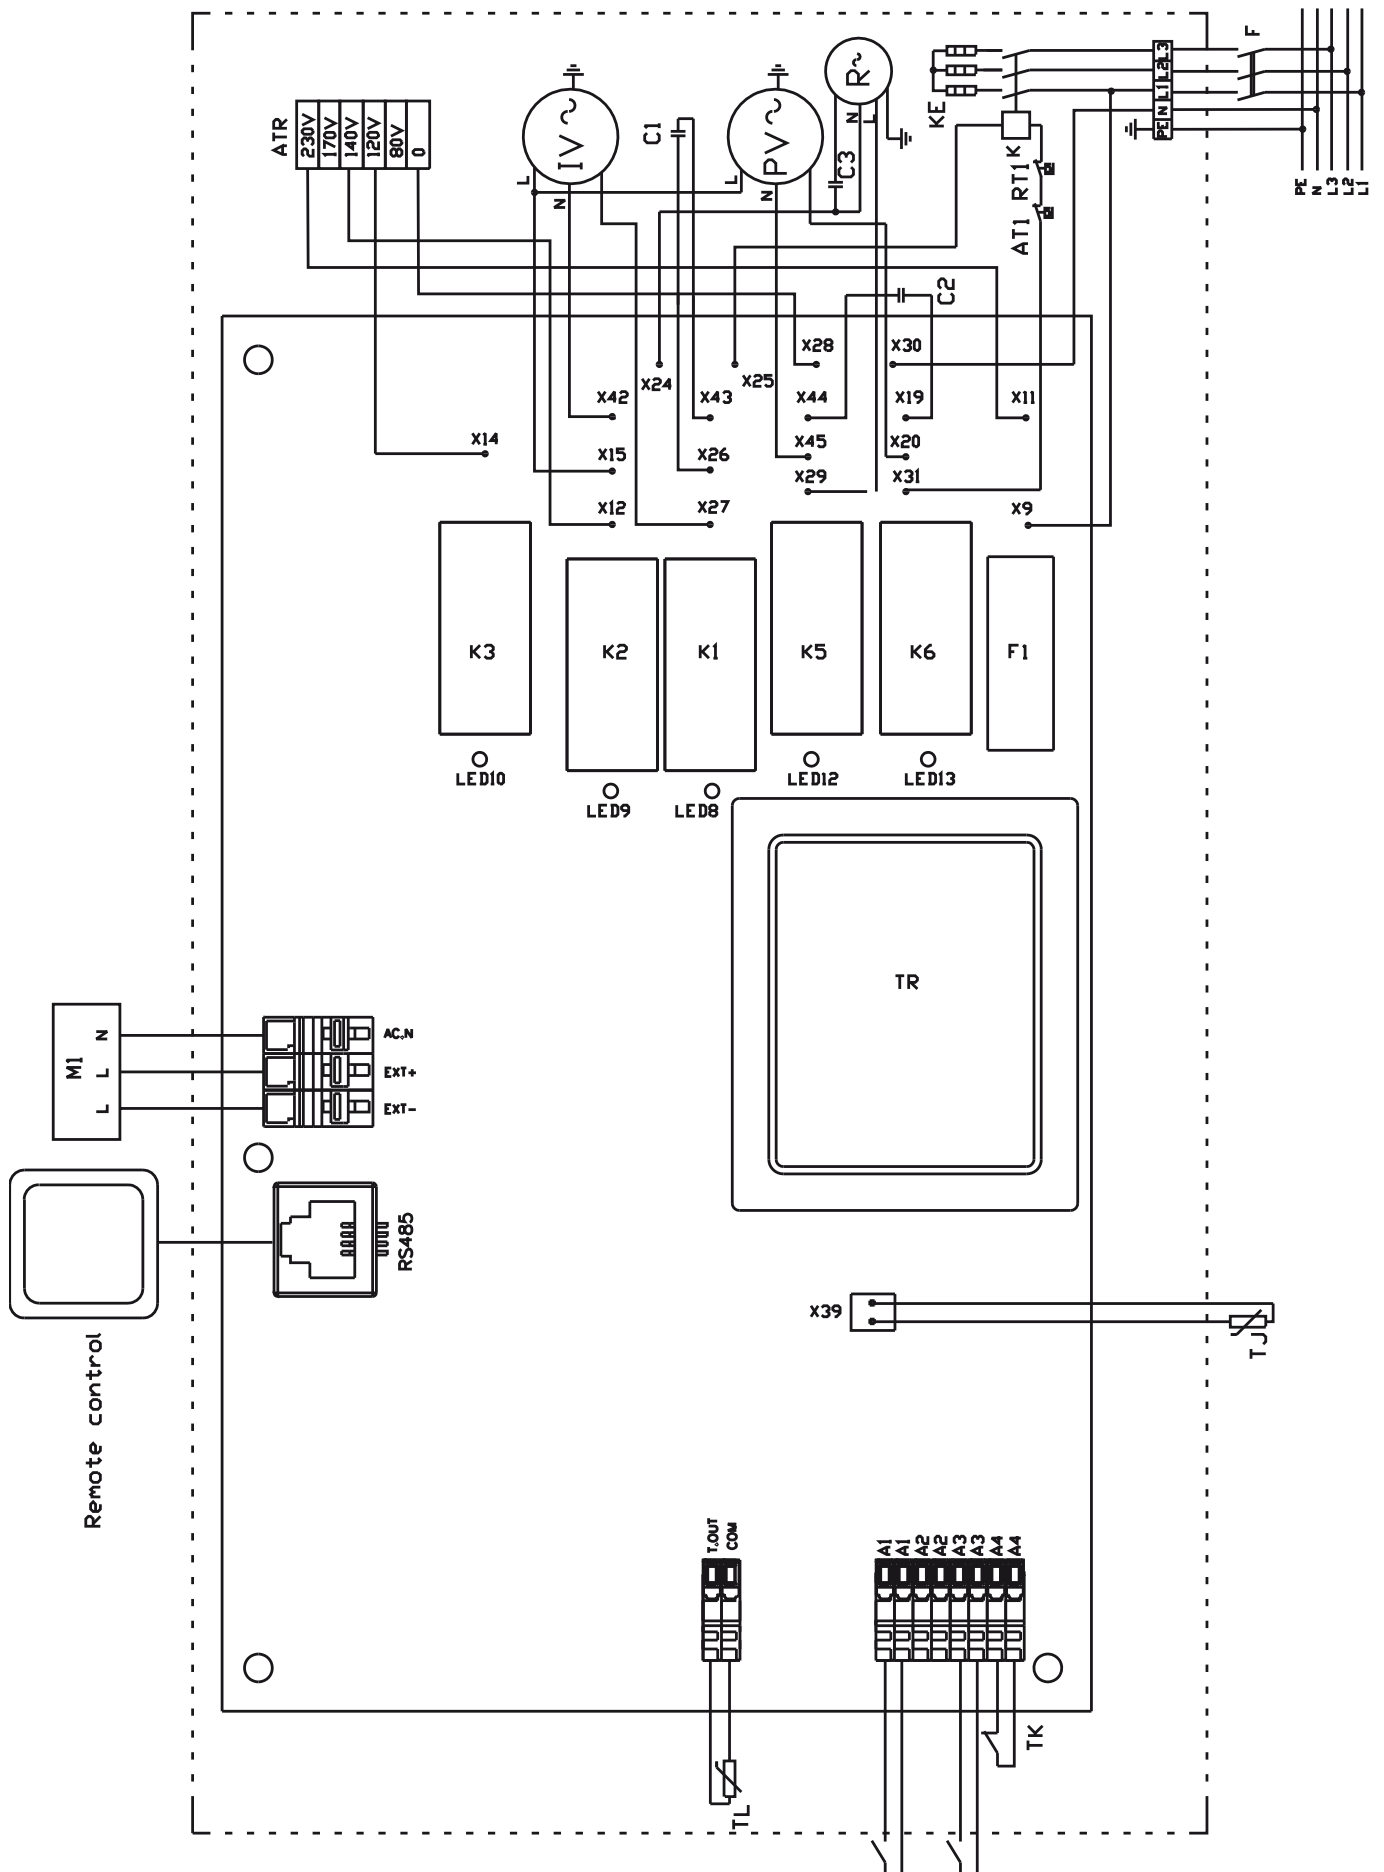 F
ATR
230V
170V
140V
120V
80V
0
IV
L
N
C1
PV
L
N
R
N
L
C3
KE
K
RT1
AT1
L3
L2
L1
N
PE
PE
N
L3
L2
L1
C2
X28
X30
X24
X25
X42
X43
X44
X19
X11
X14
X15
X26
X45
X20
X29
X31
X12
X27
X9
K3
K2
K1
K5
K6
F1
LED10
LED9
LED8
LED12
LED13
TR
M1
N
L
L
AC.N
EXT+
EXT-
RS485
Remote control
X39
TJ
T.OUT
COM
A1
A1
A2
A2
A3
A3
A4
A4
TL
TK